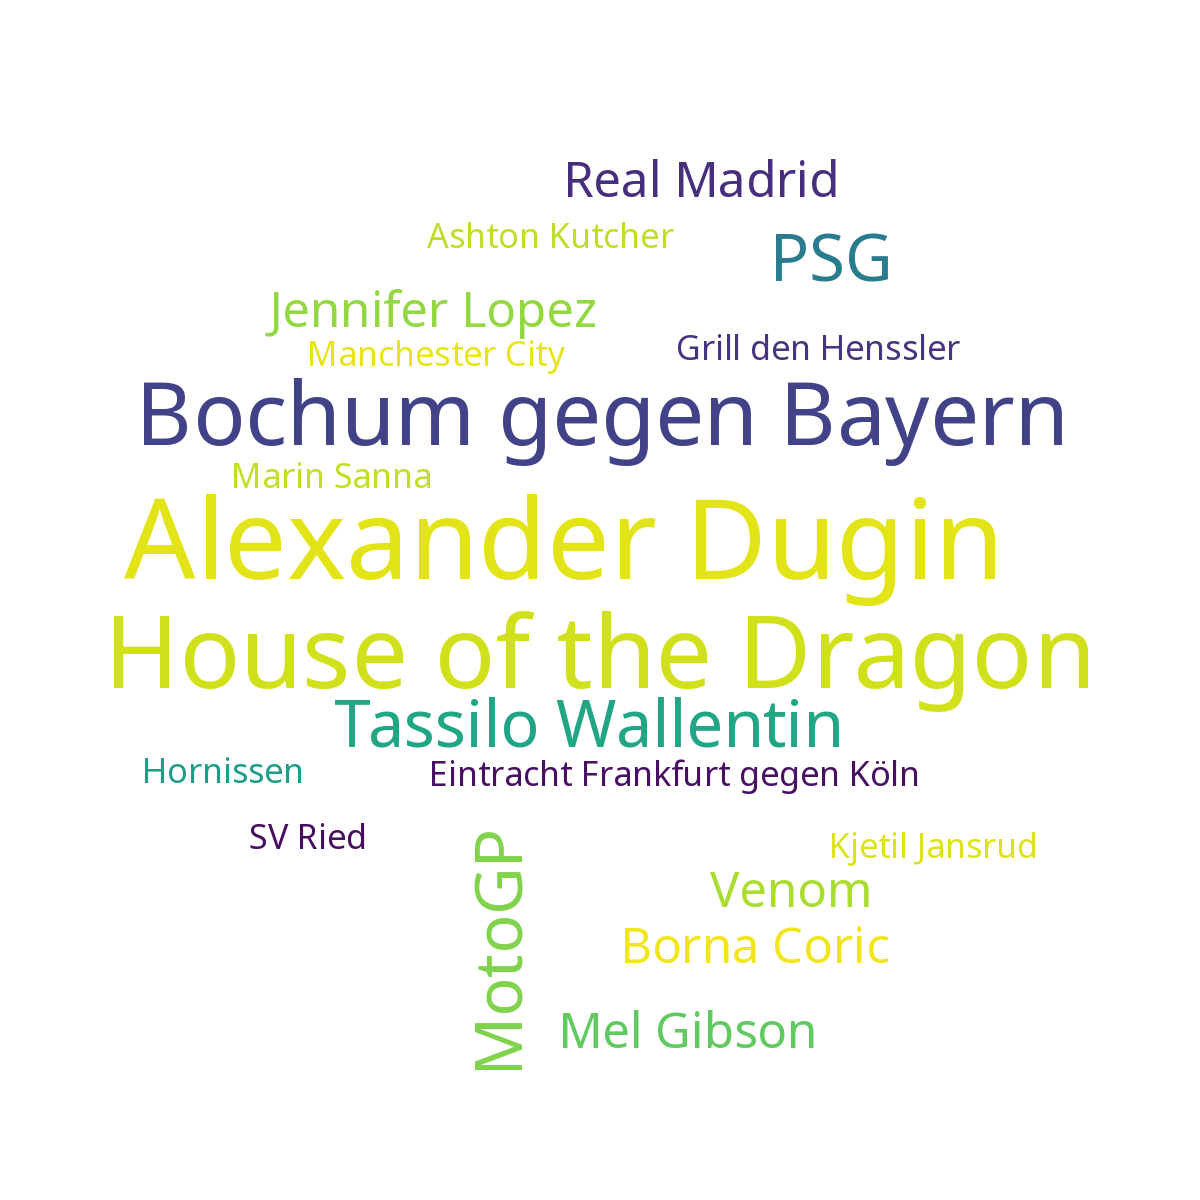 Real Madrid
Ashton Kutcher
PSG
Jennifer Lopez
Manchester City
Grill den Henssler
Bochum gegen Bayern
Marin Sanna
Alexander Dugin
House of the Dragon
Tassilo Wallentin
Hornissen
Eintracht Frankfurt gegen Köln
SV Ried
MotoGP
Kjetil Jansrud
Venom
Borna Coric
Mel Gibson